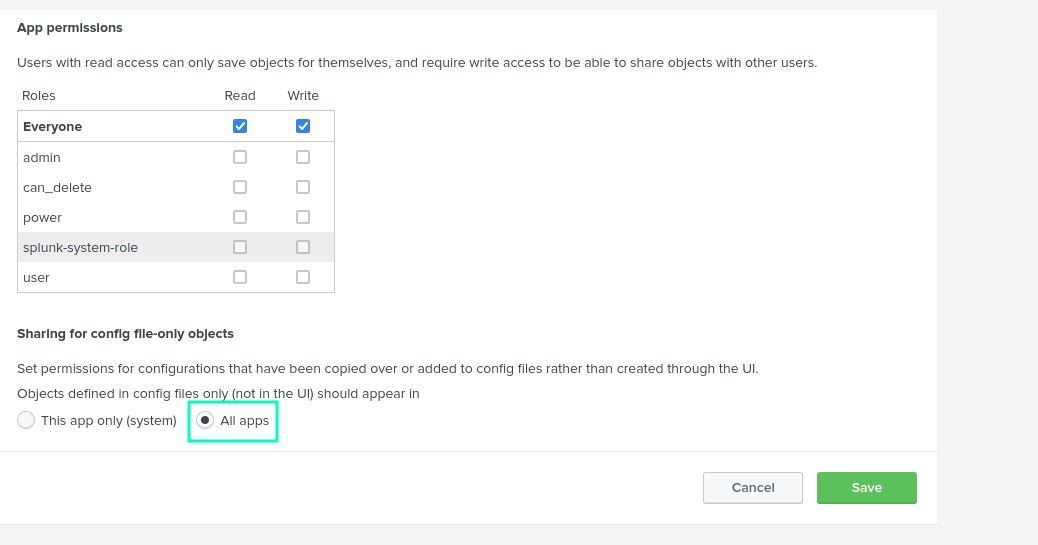 App permissions
Users with read access can only save objects for themselves, and require write access to be able to share objects with other users.
Roles Read Write
Everyone
admin
can_delete
power
splunk-system-role
user
Sharing for config file-only objects
Set permissions for configurations that have been copied over or added to config files rather than created through the UI.
Objects defined in config files only (not in the UI) should appear in
This app only (system) All apps
Cancel Save